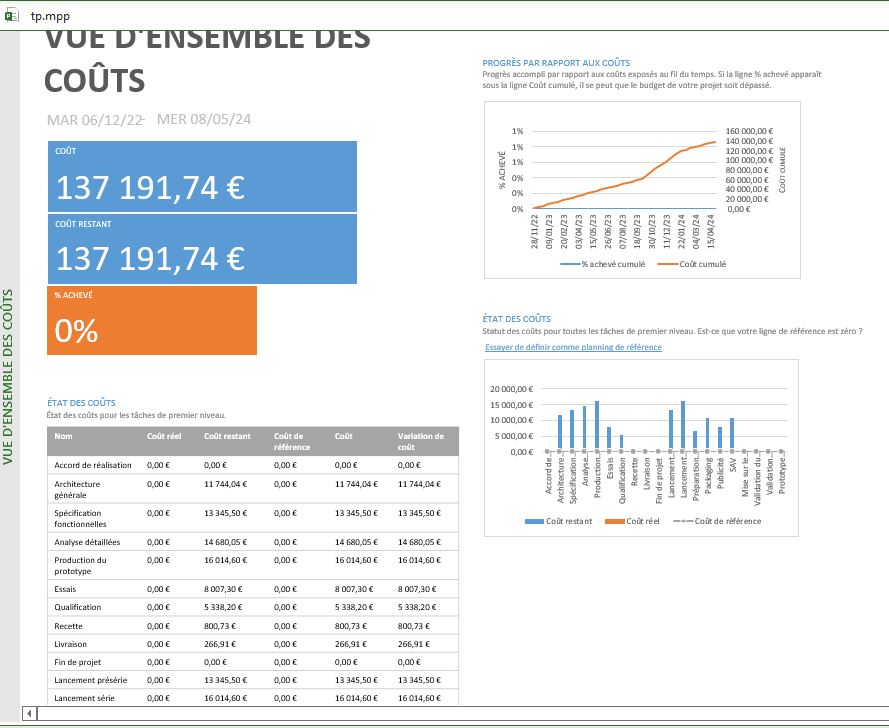 tp.mpp
VUE D'ENSEMBLE DES
COÛTS
MAR 06/12/22- MER 08/05/24
COÛT
137 191,74 €
COÛT RESTANT
137 191,74 €
% ACHEVÉ
0%
VUE D'ENSEMBLE DES COÛTS
ÉTAT DES COÛTS
État des coûts pour les tâches de premier niveau.
Nom Coût réel Coût restant Coût de référence Coût Variation de coût
Accord de réalisation 0,00 € 0,00 € 0,00 € 0,00 € 0,00 €
Architecture générale 0,00 € 11 744,04 € 0,00 € 11 744,04 € 11 744,04 €
Spécification fonctionnelles 0,00 € 13 345,50 € 0,00 € 13 345,50 € 13 345,50 €
Analyse détaillées 0,00 € 14 680,05 € 0,00 € 14 680,05 € 14 680,05 €
Production du prototype 0,00 € 16 014,60 € 0,00 € 16 014,60 € 16 014,60 €
Essais 0,00 € 8 007,30 € 0,00 € 8 007,30 € 8 007,30 €
Qualification 0,00 € 5 338,20 € 0,00 € 5 338,20 € 5 338,20 €
Recette 0,00 € 800,73 € 0,00 € 800,73 € 800,73 €
Livraison 0,00 € 266,91 € 0,00 € 266,91 € 266,91 €
Fin de projet 0,00 € 0,00 € 0,00 € 0,00 € 0,00 €
Lancement présérie 0,00 € 13 345,50 € 0,00 € 13 345,50 € 13 345,50 €
Lancement série 0,00 € 16 014,60 € 0,00 € 16 014,60 € 16 014,60 €
PROGRÈS PAR RAPPORT AUX COÛTS
Progrès accompli par rapport aux coûts exposés au fil du temps. Si la ligne % achevé apparaît
sous la ligne Coût cumulé, il se peut que le budget de votre projet soit dépassé.
% ACHEVÉ
1%
1%
1%
0%
0%
0%
160 000,00 €
140 000,00 €
120 000,00 €
100 000,00 €
80 000,00 €
60 000,00 €
40 000,00 €
20 000,00 €
0,00 €
COÛT CUMULÉ
28/11/22
09/01/23
20/02/23
03/04/23
15/05/23
26/06/23
07/08/23
18/09/23
30/10/23
11/12/23
22/01/24
04/03/24
15/04/24
% achevé cumulé Coût cumulé
ÉTAT DES COÛTS
Statut des coûts pour toutes les tâches de premier niveau. Est-ce que votre ligne de référence est zéro ?
Essayer de définir comme planning de référence
20 000,00 €
15 000,00 €
10 000,00 €
5 000,00 €
0,00 €
Accord de…
Architecture…
Spécification…
Analyse…
Production…
Essais
Qualification
Recette
Livraison
Fin de projet
Lancement…
Lancement…
Préparation…
Packaging
Publicité
SAV
Mise sur le…
Validation du…
Validation…
Prototype…
Coût restant Coût réel Coût de référence